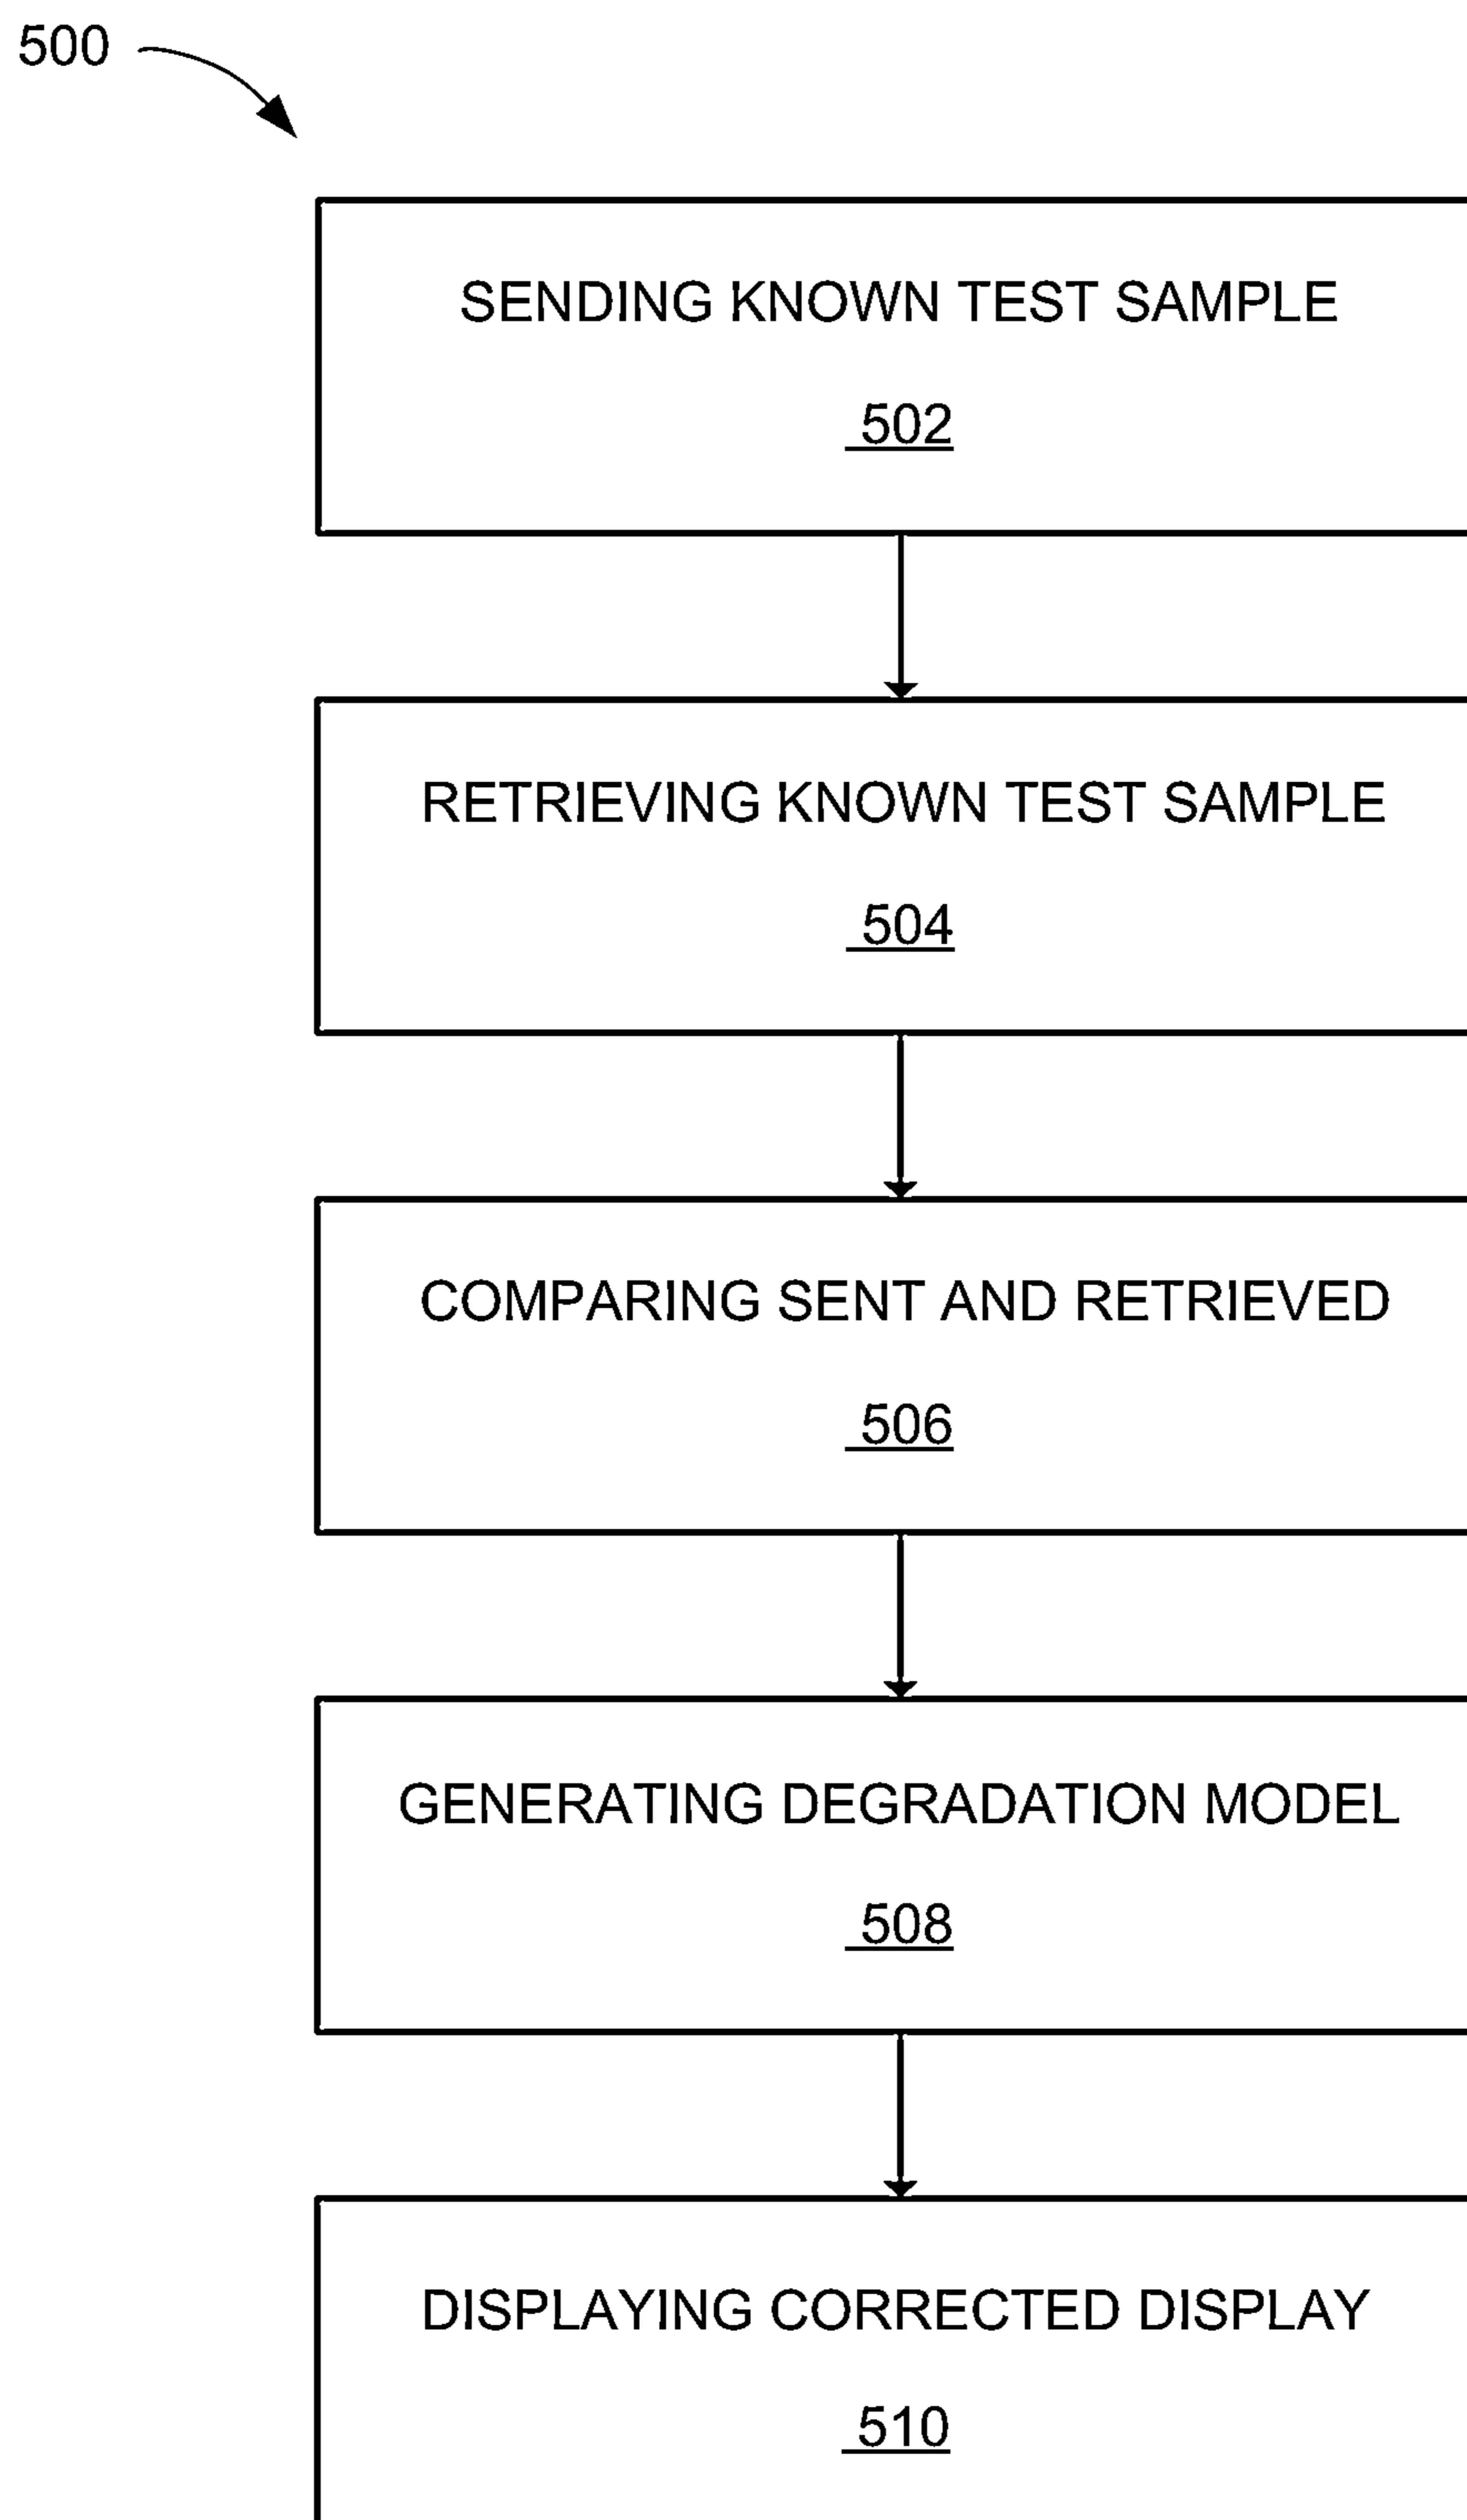 500
SENDING KNOWN TEST SAMPLE
502
RETRIEVING KNOWN TEST SAMPLE
504
COMPARING SENT AND RETRIEVED
506
GENERATING DEGRADATION MODEL
508
DISPLAYING CORRECTED DISPLAY
510